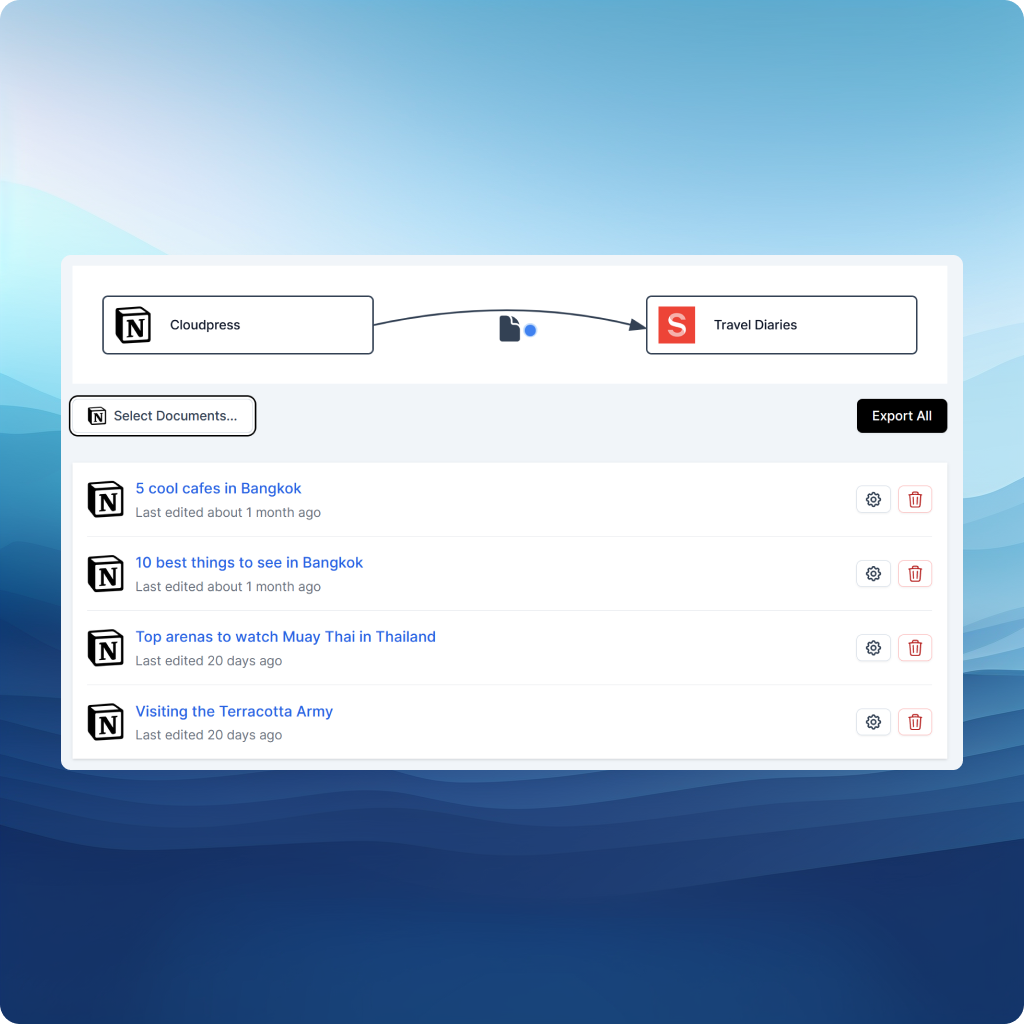 N Cloudpress
S Travel Diaries
N Select Documents...
Export All
N 5 cool cafes in Bangkok
Last edited about 1 month ago
N 10 best things to see in Bangkok
Last edited about 1 month ago
N Top arenas to watch Muay Thai in Thailand
Last edited 20 days ago
N Visiting the Terracotta Army
Last edited 20 days ago